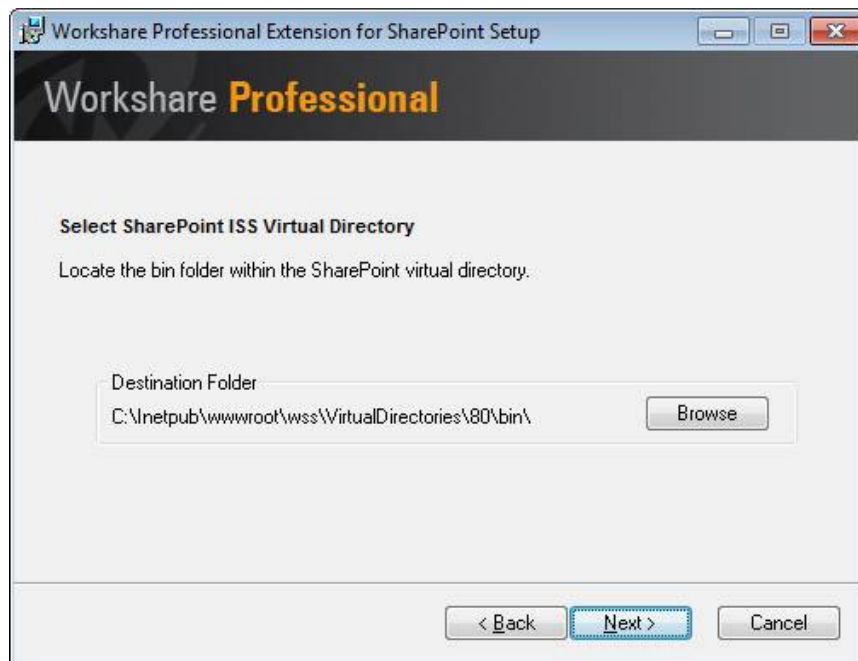 Workshare Professional Extension for SharePoint Setup
Workshare Professional
Select SharePoint ISS Virtual Directory
Locate the bin folder within the SharePoint virtual directory.
Destination Folder
C:\Inetpub\wwwroot\wss\VirtualDirectories\80\bin\
Browse
< Back
Next >
Cancel